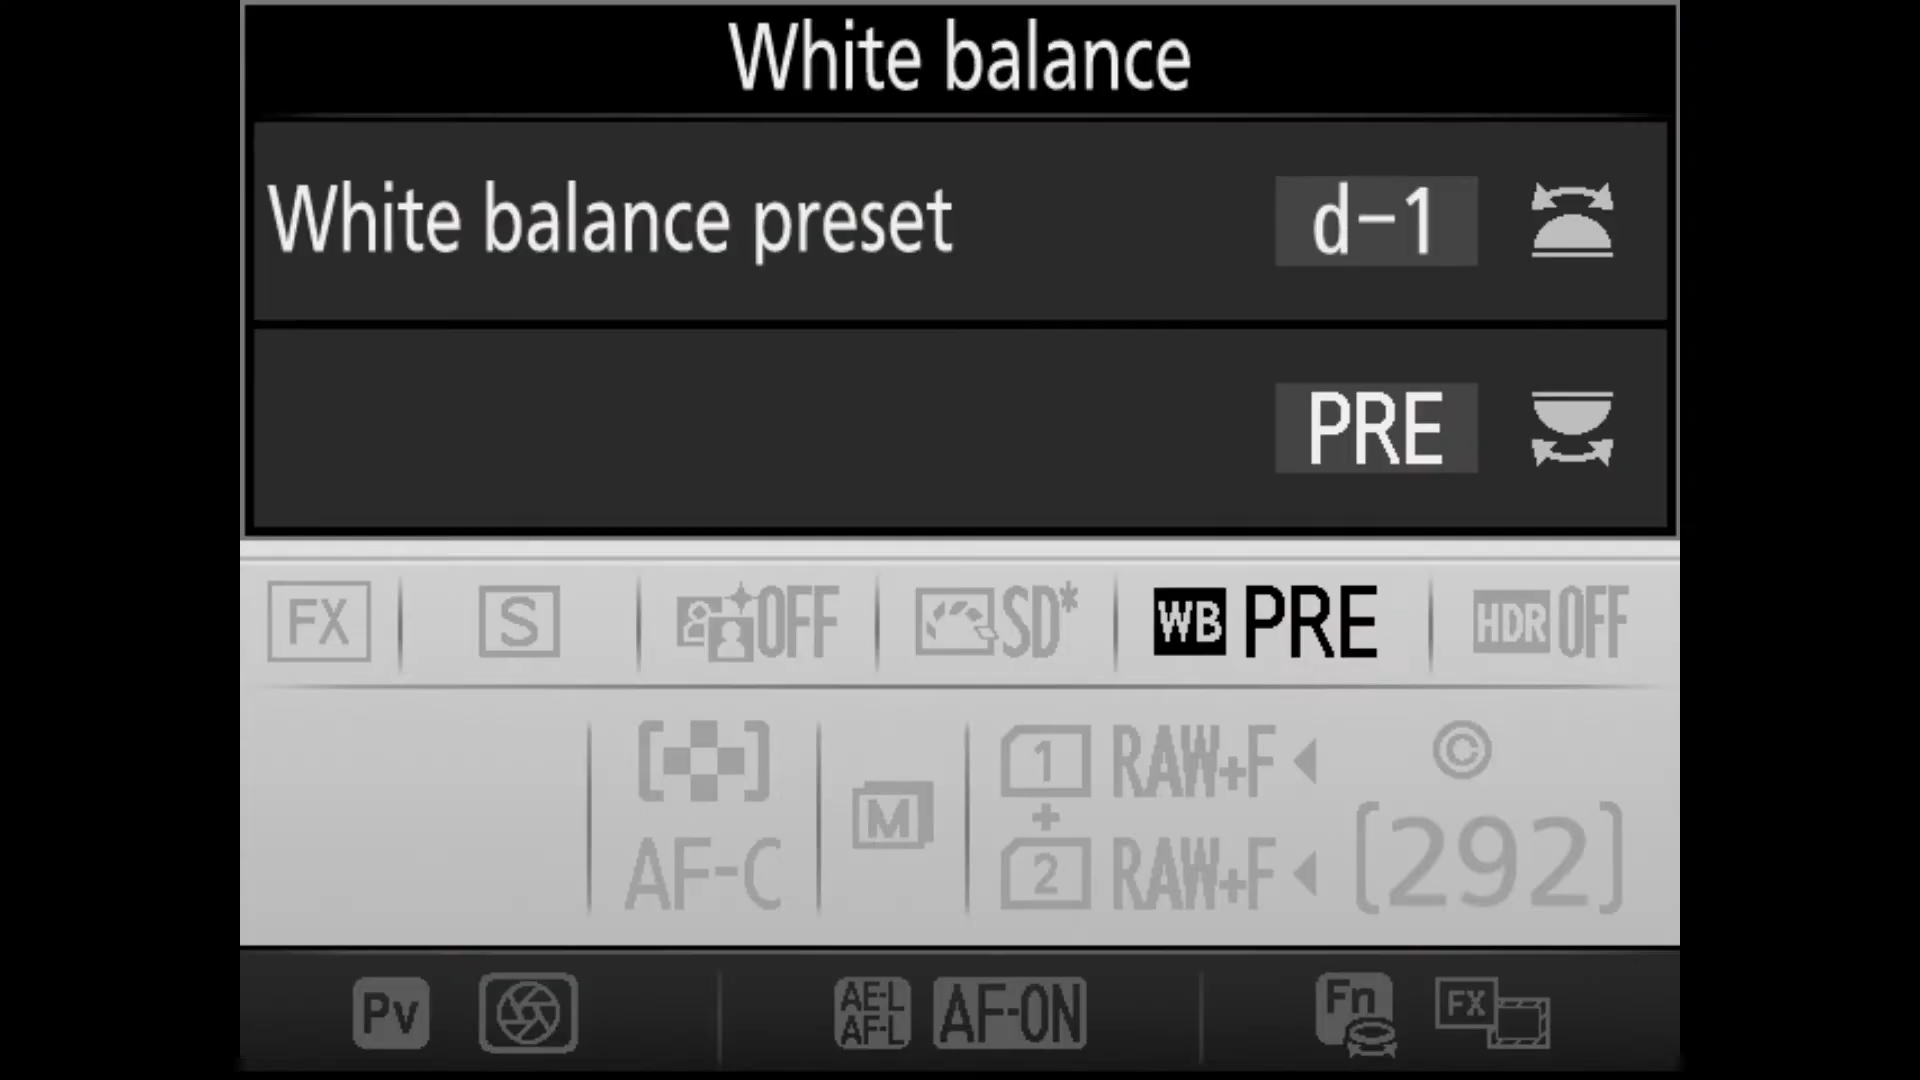 White balance
White balance preset d-1
PRE
FX S OFF SD* WB PRE HDR OFF
1 RAW+F ©
AF-C M 2 RAW+F [292]
Pv AE-L AF-L AF-ON Fn FX